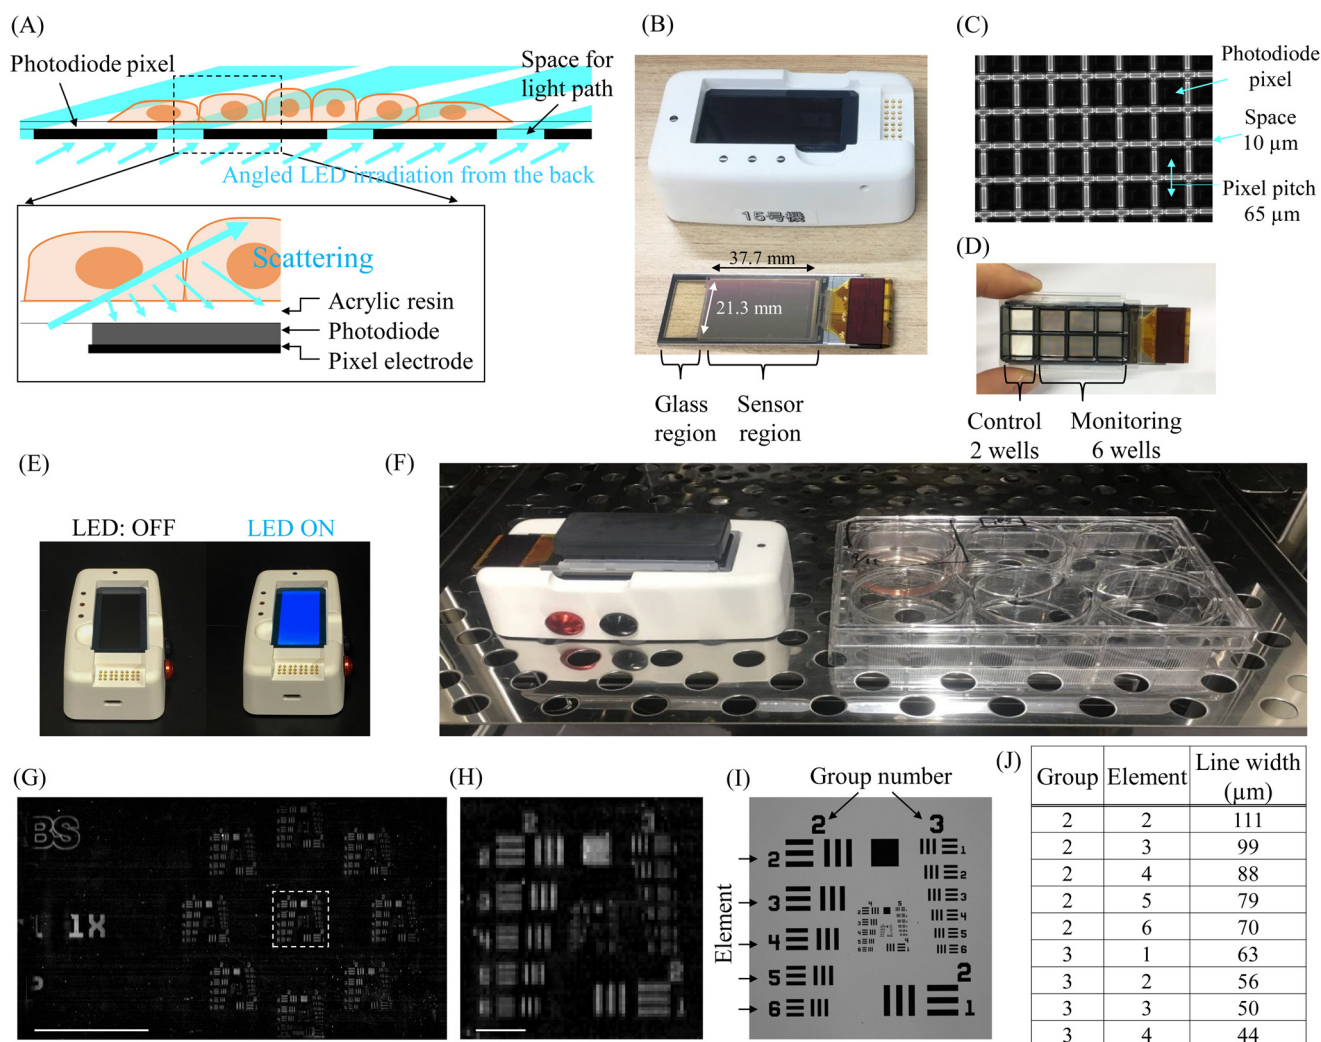 (A)
Photodiode pixel
Space for
light path
Angled LED irradiation from the back
Scattering
Acrylic resin
Photodiode
Pixel electrode
(B)
15号機
37.7 mm
21.3 mm
Glass
region
Sensor
region
(C)
Photodiode
pixel
Space
10 µm
Pixel pitch
65 µm
(D)
Control
2 wells
Monitoring
6 wells
(E)
LED: OFF
LED ON
(F)
(G)
BS
1X
(H)
(I)
Group number
2 3
Element
2
3
4
5
6
1
2
3
4
5
6
2
1
(J)
Group Element Line width
(µm)
2 2 111
2 3 99
2 4 88
2 5 79
2 6 70
3 1 63
3 2 56
3 3 50
3 4 44